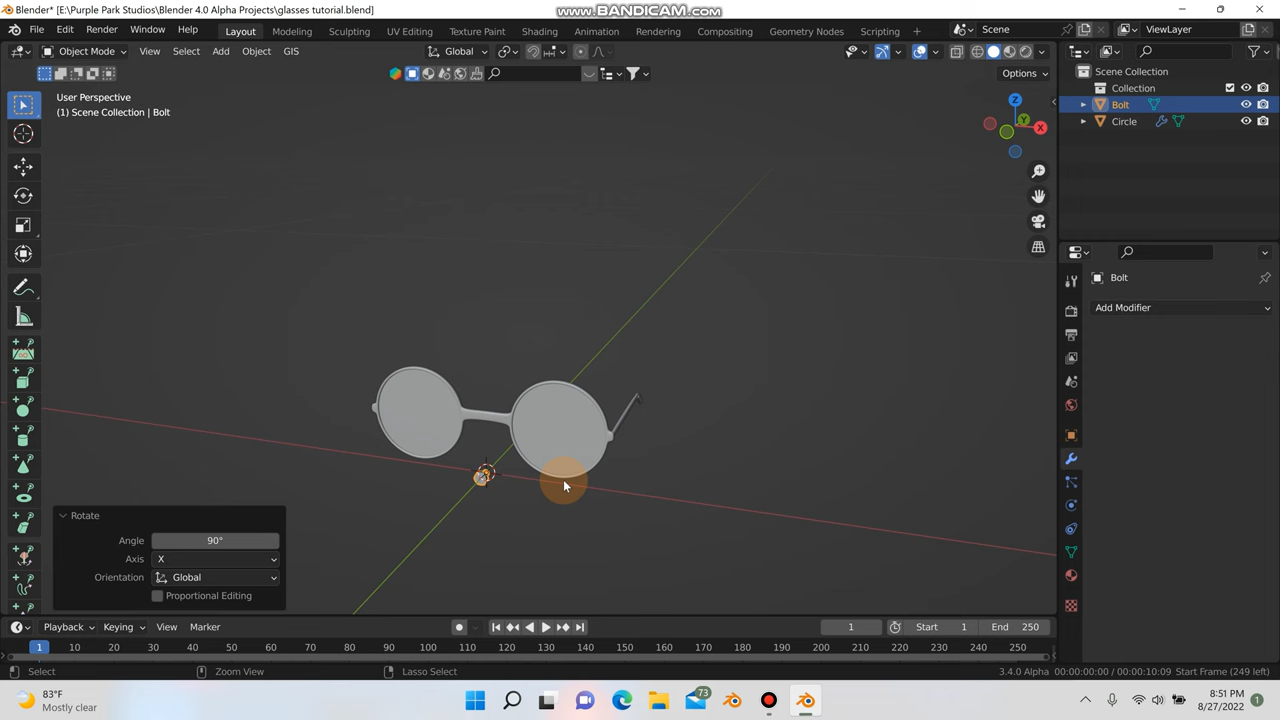 Blender* [E:\Purple Park Studios\Blender 4.0 Alpha Projects\glasses tutorial.blend]
www.BANDICAM.com
File Edit Render Window Help Layout Modeling Sculpting UV Editing Texture Paint Shading Animation Rendering Compositing Geometry Nodes Scripting + Scene ViewLayer
Object Mode View Select Add Object GIS Global
Options
User Perspective
(1) Scene Collection | Bolt
Z
Y
X
Scene Collection
Collection
Bolt
Circle
Bolt
Add Modifier
Rotate
Angle 90°
Axis X
Orientation Global
Proportional Editing
Playback Keying View Marker 1 Start 1 End 250
1 10 20 30 40 50 60 70 80 90 100 110 120 130 140 150 160 170 180 190 200 210 220 230 240 250
Select Zoom View Lasso Select 3.4.0 Alpha 00:00:00:00 / 00:00:10:09 Start Frame (249 left)
83°F
Mostly clear
73
8:51 PM
8/27/2022
1